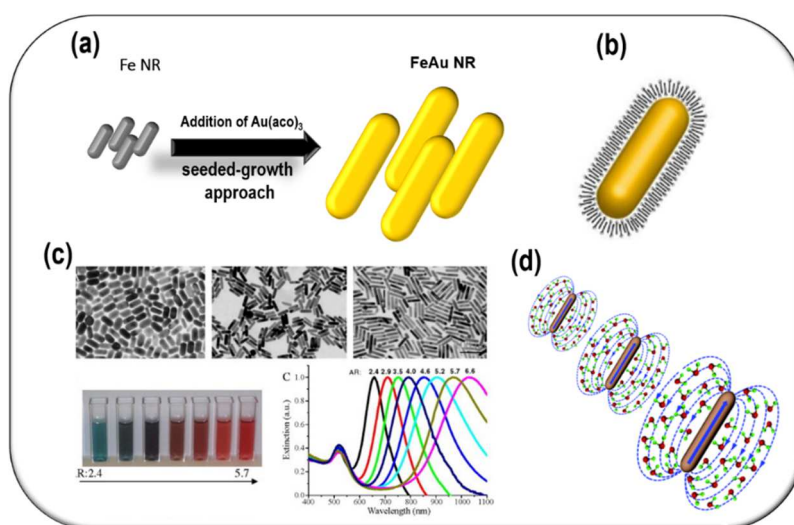 (a)
Fe NR
Addition of Au(aco)3
seeded-growth
approach
FeAu NR
(b)
(c)
R:2.4
5.7
C
AR: 2.4 2.9 3.5 4.0 4.6 5.2 5.7 6.6
Extinction (a.u.)
1.0
0.8
0.6
0.4
0.2
0.0
400 500 600 700 800 900 1000 1100
Wavelength (nm)
(d)